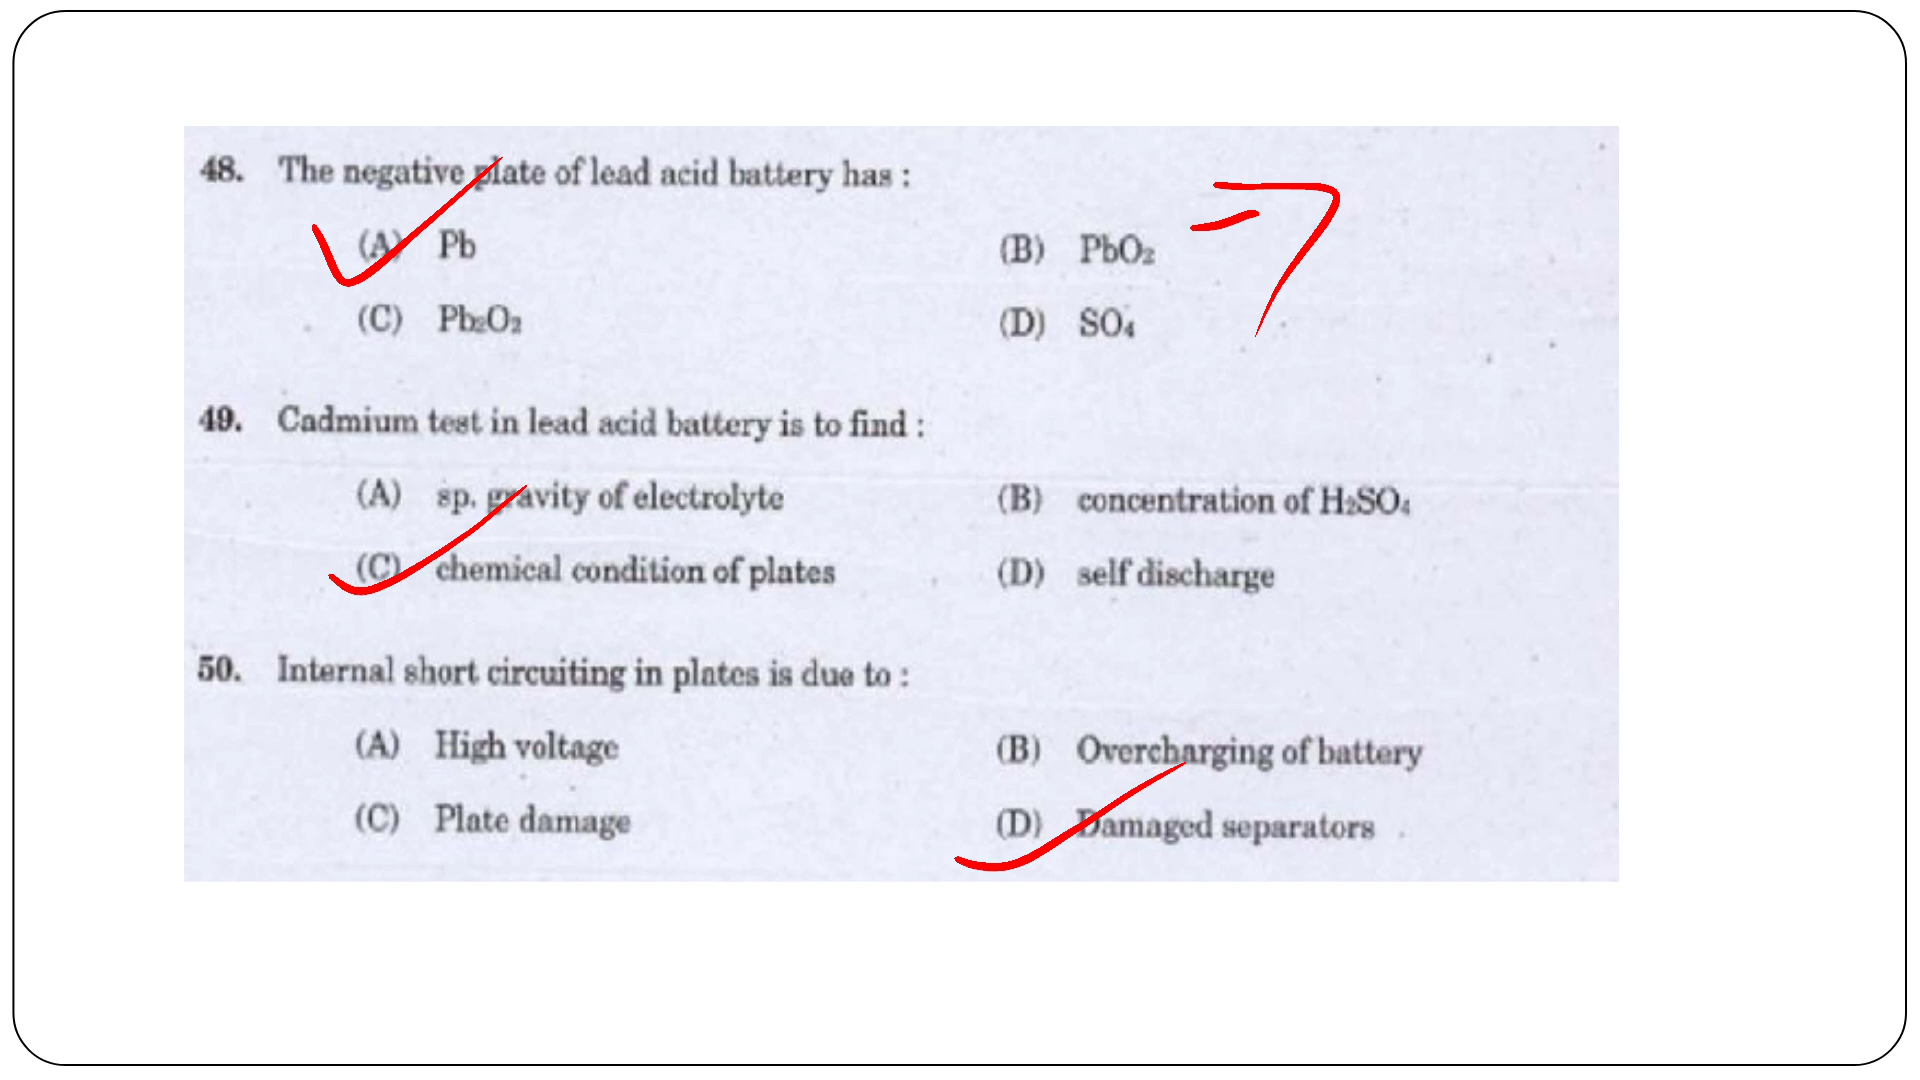 48. The negative plate of lead acid battery has :
(A) Pb (B) PbO₂
(C) Pb₂O₂ (D) SO₄
49. Cadmium test in lead acid battery is to find :
(A) sp. gravity of electrolyte (B) concentration of H₂SO₄
(C) chemical condition of plates (D) self discharge
50. Internal short circuiting in plates is due to :
(A) High voltage (B) Overcharging of battery
(C) Plate damage (D) Damaged separators